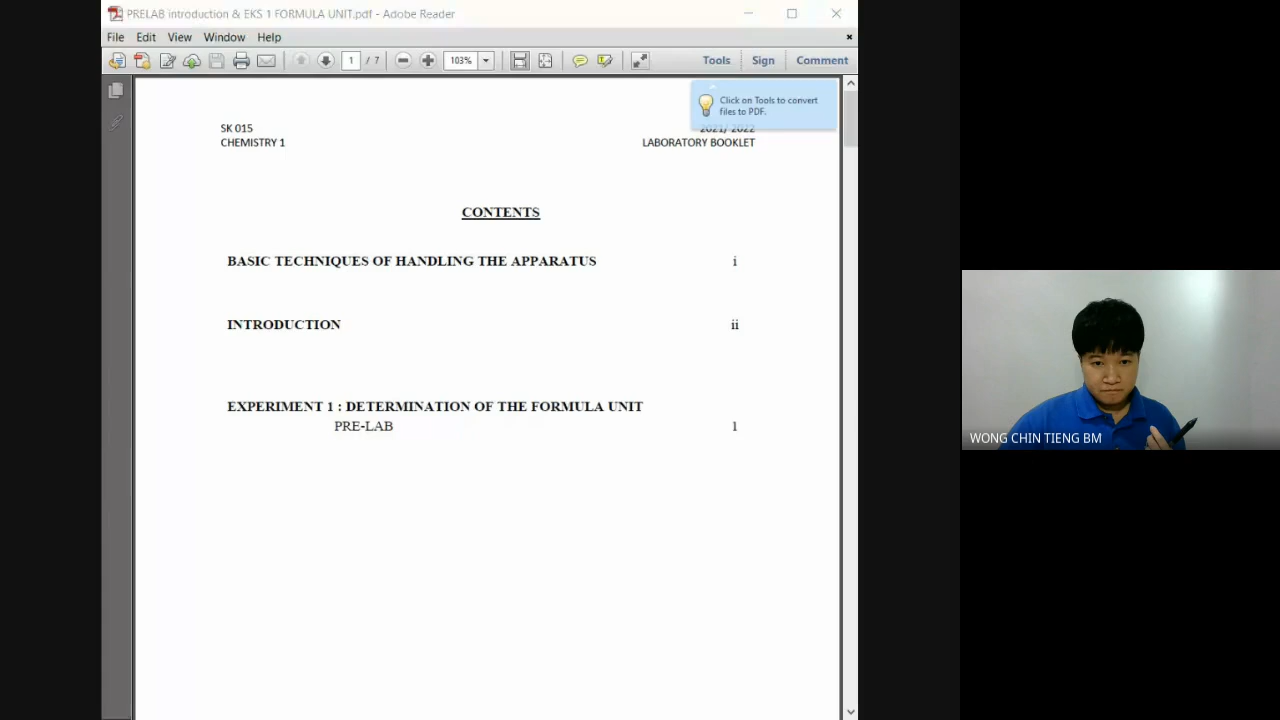 PRELAB introduction & EKS 1 FORMULA UNIT.pdf - Adobe Reader
File Edit View Window Help
1 / 7 103% Tools Sign Comment
Click on Tools to convert
files to PDF.
SK 015 2021/ 2022
CHEMISTRY 1 LABORATORY BOOKLET
CONTENTS
BASIC TECHNIQUES OF HANDLING THE APPARATUS i
INTRODUCTION ii
EXPERIMENT 1 : DETERMINATION OF THE FORMULA UNIT
PRE-LAB 1
WONG CHIN TIENG BM